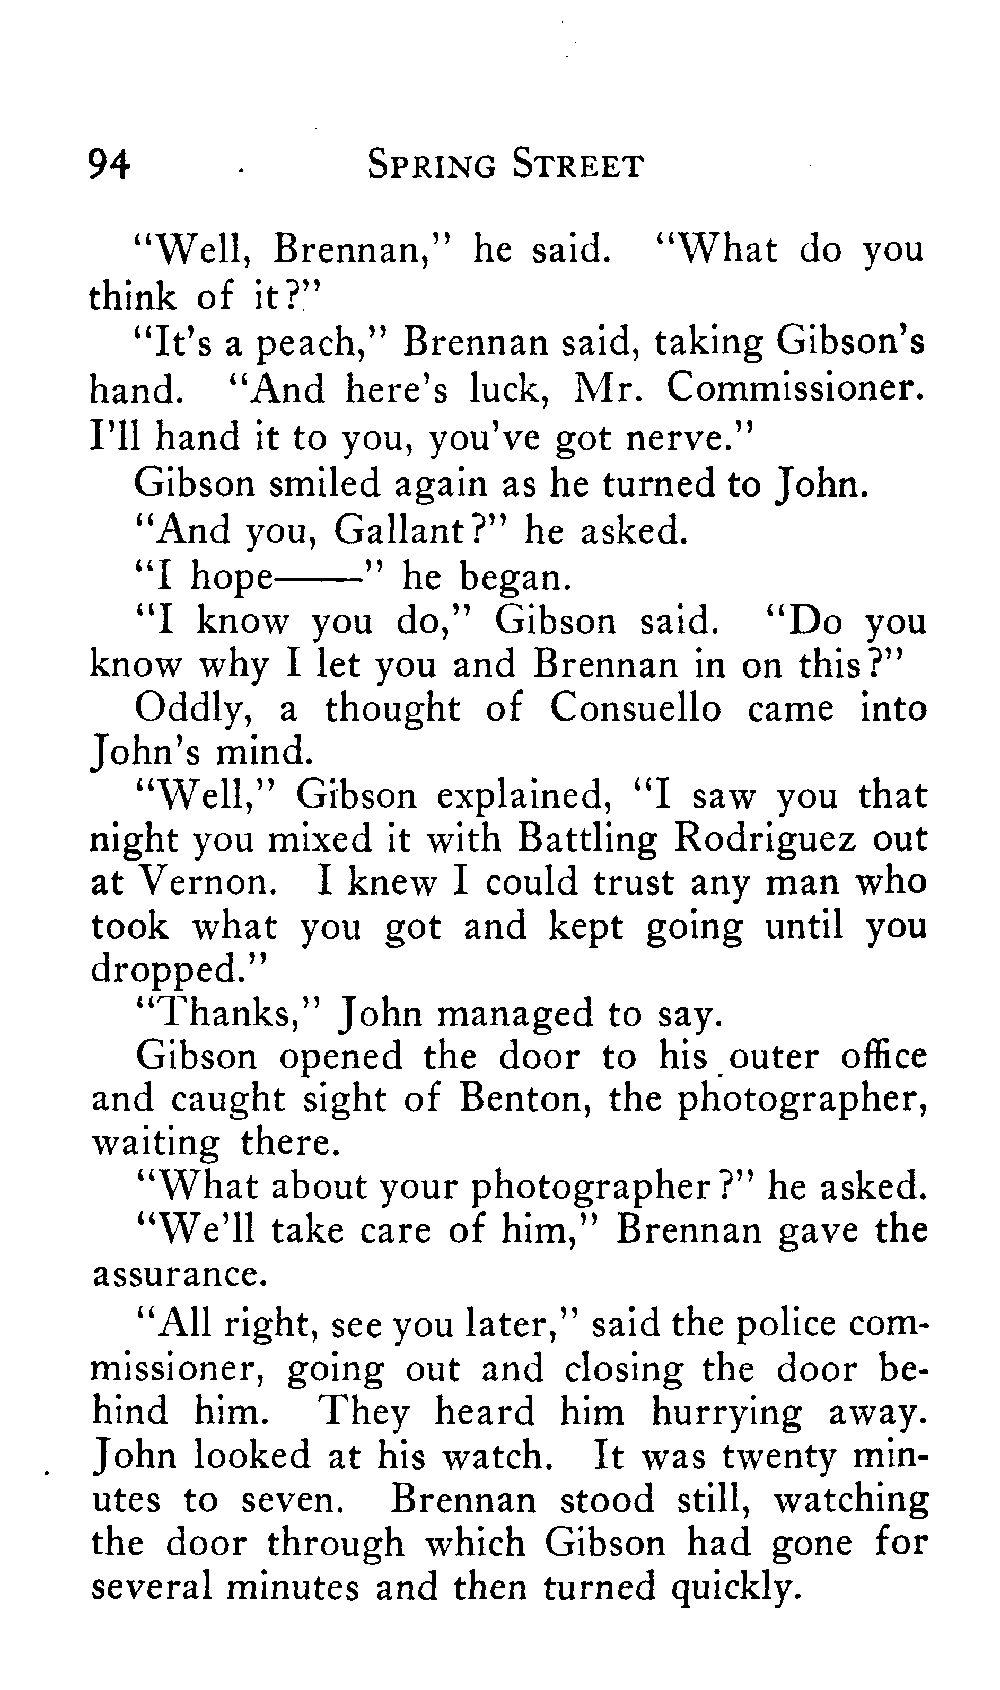 94 SPRING STREET
"Well, Brennan," he said. "What do you
think of it?"
"It's a peach," Brennan said, taking Gibson's
hand. "And here's luck, Mr. Commissioner.
I'll hand it to you, you've got nerve."
Gibson smiled again as he turned to John.
"And you, Gallant?" he asked.
"I hope——" he began.
"I know you do," Gibson said. "Do you
know why I let you and Brennan in on this?"
Oddly, a thought of Consuello came into
John's mind.
"Well," Gibson explained, "I saw you that
night you mixed it with Battling Rodriguez out
at Vernon. I knew I could trust any man who
took what you got and kept going until you
dropped."
"Thanks," John managed to say.
Gibson opened the door to his outer office
and caught sight of Benton, the photographer,
waiting there.
"What about your photographer?" he asked.
"We'll take care of him," Brennan gave the
assurance.
"All right, see you later," said the police com-
missioner, going out and closing the door be-
hind him. They heard him hurrying away.
John looked at his watch. It was twenty min-
utes to seven. Brennan stood still, watching
the door through which Gibson had gone for
several minutes and then turned quickly.